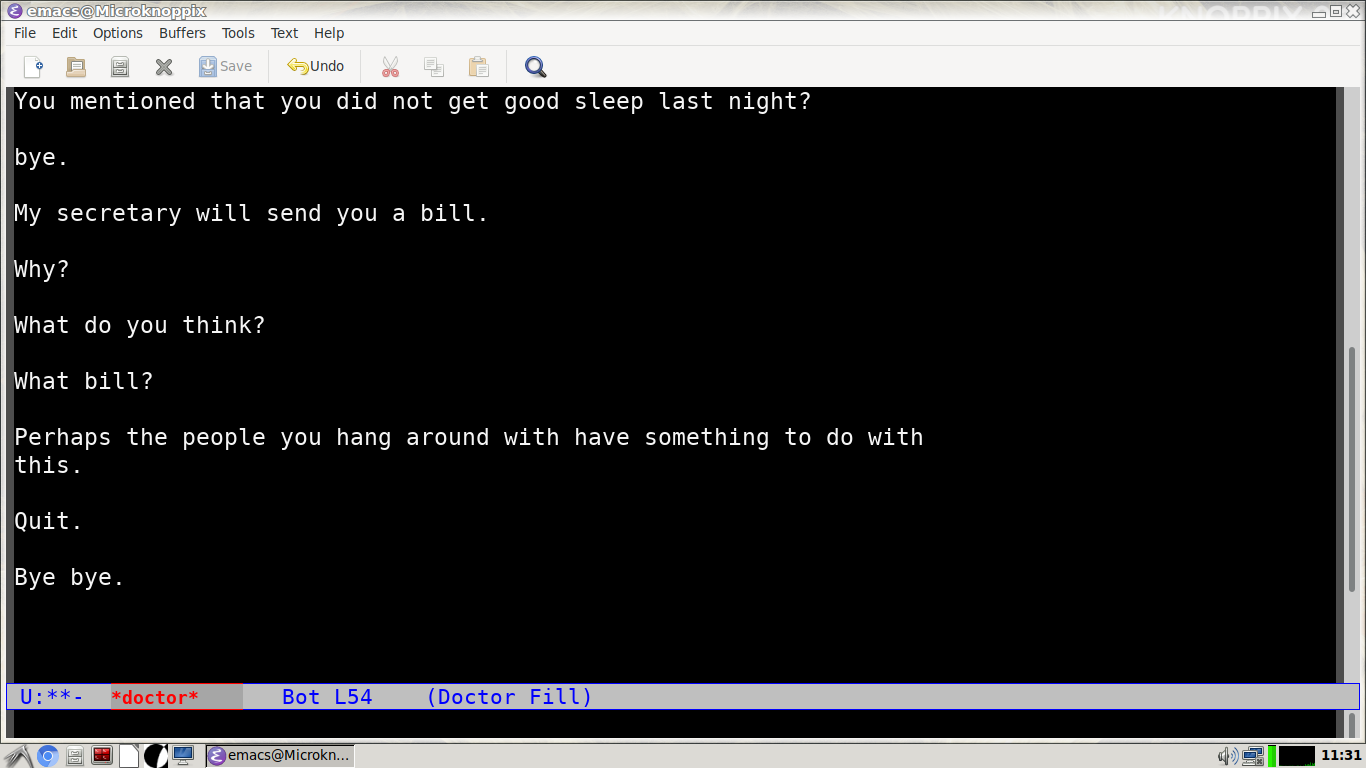 emacs@Microknoppix
File Edit Options Buffers Tools Text Help
Save Undo
You mentioned that you did not get good sleep last night?
bye.
My secretary will send you a bill.
Why?
What do you think?
What bill?
Perhaps the people you hang around with have something to do with
this.
Quit.
Bye bye.
U:**- *doctor* Bot L54 (Doctor Fill)
emacs@Microkn... 11:31